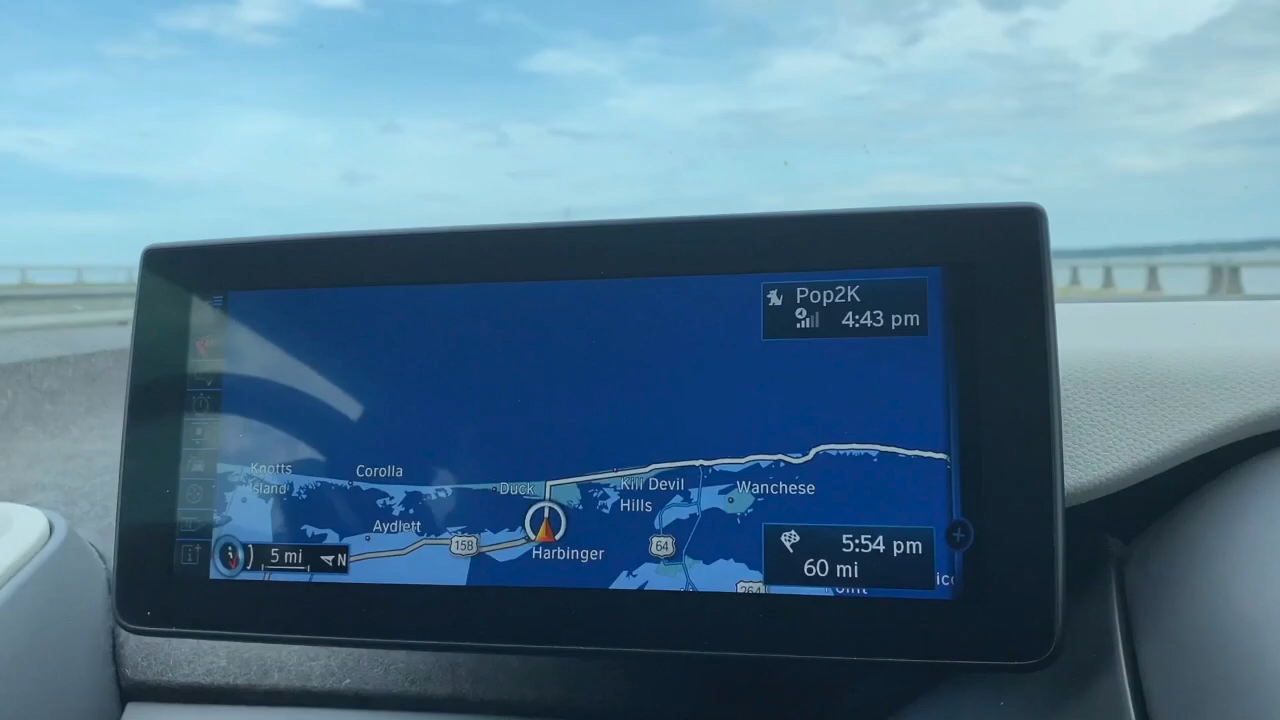 Pop2K
4:43 pm
Knotts
Island
Corolla
Duck
Kill Devil
Hills
Wanchese
Aydlett
158
Harbinger
64
5 mi
N
5:54 pm
60 mi
264